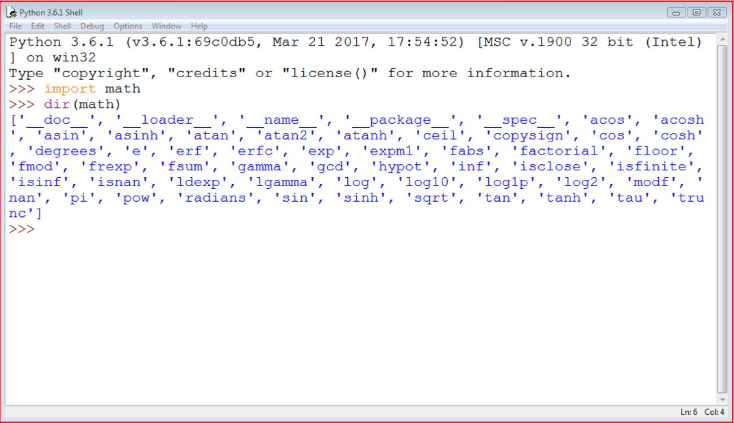 Python 3.6.1 Shell
File Edit Shell Debug Options Window Help
Python 3.6.1 (v3.6.1:69c0db5, Mar 21 2017, 17:54:52) [MSC v.1900 32 bit (Intel)
] on win32
Type "copyright", "credits" or "license()" for more information.
>>> import math
>>> dir(math)
['__doc__', '__loader__', '__name__', '__package__', '__spec__', 'acos', 'acosh
', 'asin', 'asinh', 'atan', 'atan2', 'atanh', 'ceil', 'copysign', 'cos', 'cosh'
, 'degrees', 'e', 'erf', 'erfc', 'exp', 'expm1', 'fabs', 'factorial', 'floor',
'fmod', 'frexp', 'fsum', 'gamma', 'gcd', 'hypot', 'inf', 'isclose', 'isfinite',
'isinf', 'isnan', 'ldexp', 'lgamma', 'log', 'log10', 'log1p', 'log2', 'modf', '
nan', 'pi', 'pow', 'radians', 'sin', 'sinh', 'sqrt', 'tan', 'tanh', 'tau', 'tru
nc']
>>>
Ln: 6 Col: 4